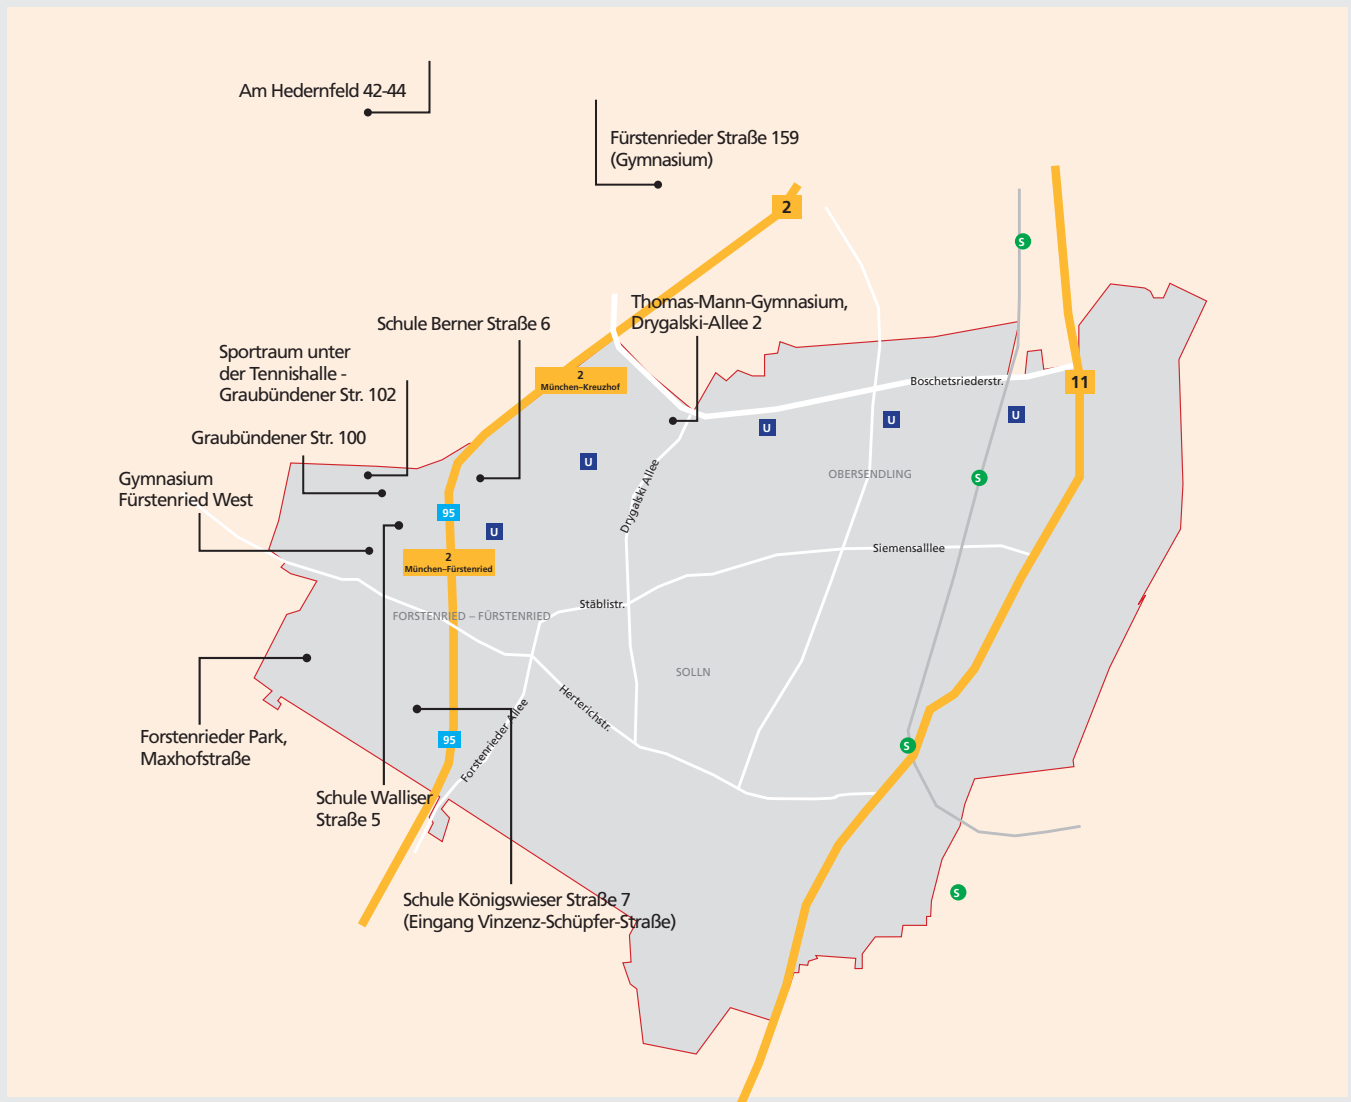 Am Hedernfeld 42-44
Fürstenrieder Straße 159
(Gymnasium)
2
S
Thomas-Mann-Gymnasium,
Drygalski-Allee 2
Schule Berner Straße 6
Sportraum unter
der Tennishalle -
Graubündener Str. 102
2
München–Kreuzhof
Boschetsriederstr.
11
U
U
U
Graubündener Str. 100
U
Gymnasium
Fürstenried West
OBERSENDLING
S
Drygalski Allee
95
U
2
München–Fürstenried
Siemensalllee
Stäblistr.
FORSTENRIED – FÜRSTENRIED
SOLLN
Herterichstr.
Forstenrieder Allee
Forstenrieder Park,
Maxhofstraße
95
S
Schule Walliser
Straße 5
Schule Königswieser Straße 7
(Eingang Vinzenz-Schüpfer-Straße)
S